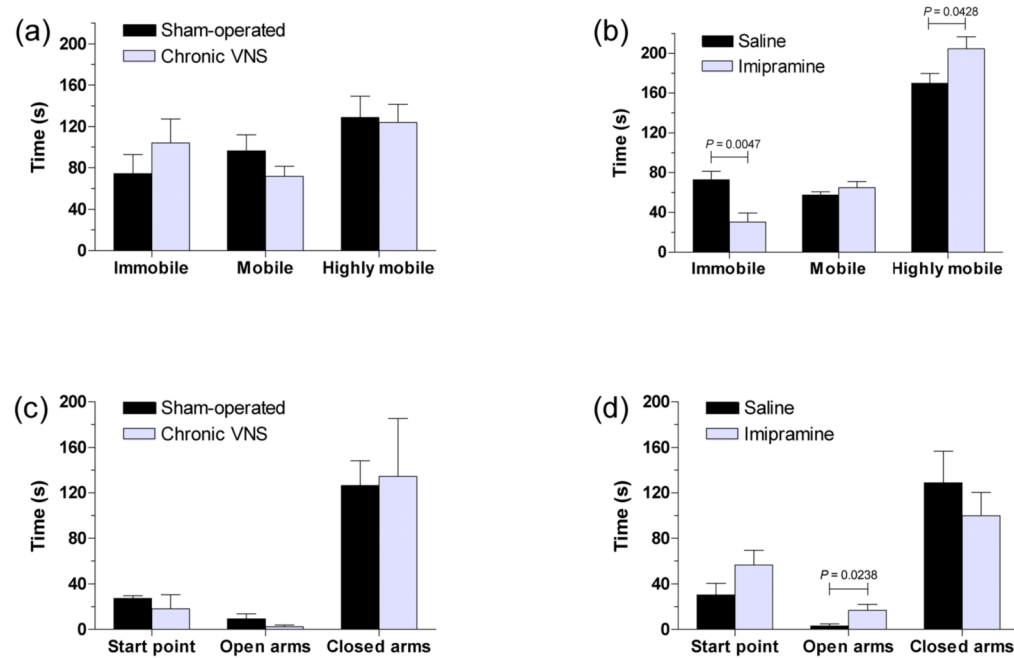 (a)
Sham-operated
Chronic VNS
Time (s)
200
160
120
80
40
0
Immobile Mobile Highly mobile
(b)
Saline
Imipramine
Time (s)
200
160
120
80
40
0
P = 0.0047
P = 0.0428
Immobile Mobile Highly mobile
(c)
Sham-operated
Chronic VNS
Time (s)
200
160
120
80
40
0
Start point Open arms Closed arms
(d)
Saline
Imipramine
Time (s)
200
160
120
80
40
0
P = 0.0238
Start point Open arms Closed arms